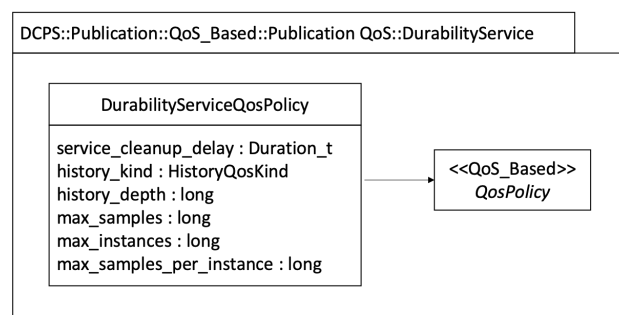 DCPS::Publication::QoS_Based::Publication QoS::DurabilityService
DurabilityServiceQosPolicy
service_cleanup_delay : Duration_t
history_kind : HistoryQosKind
history_depth : long
max_samples : long
max_instances : long
max_samples_per_instance : long
<<QoS_Based>>
QosPolicy